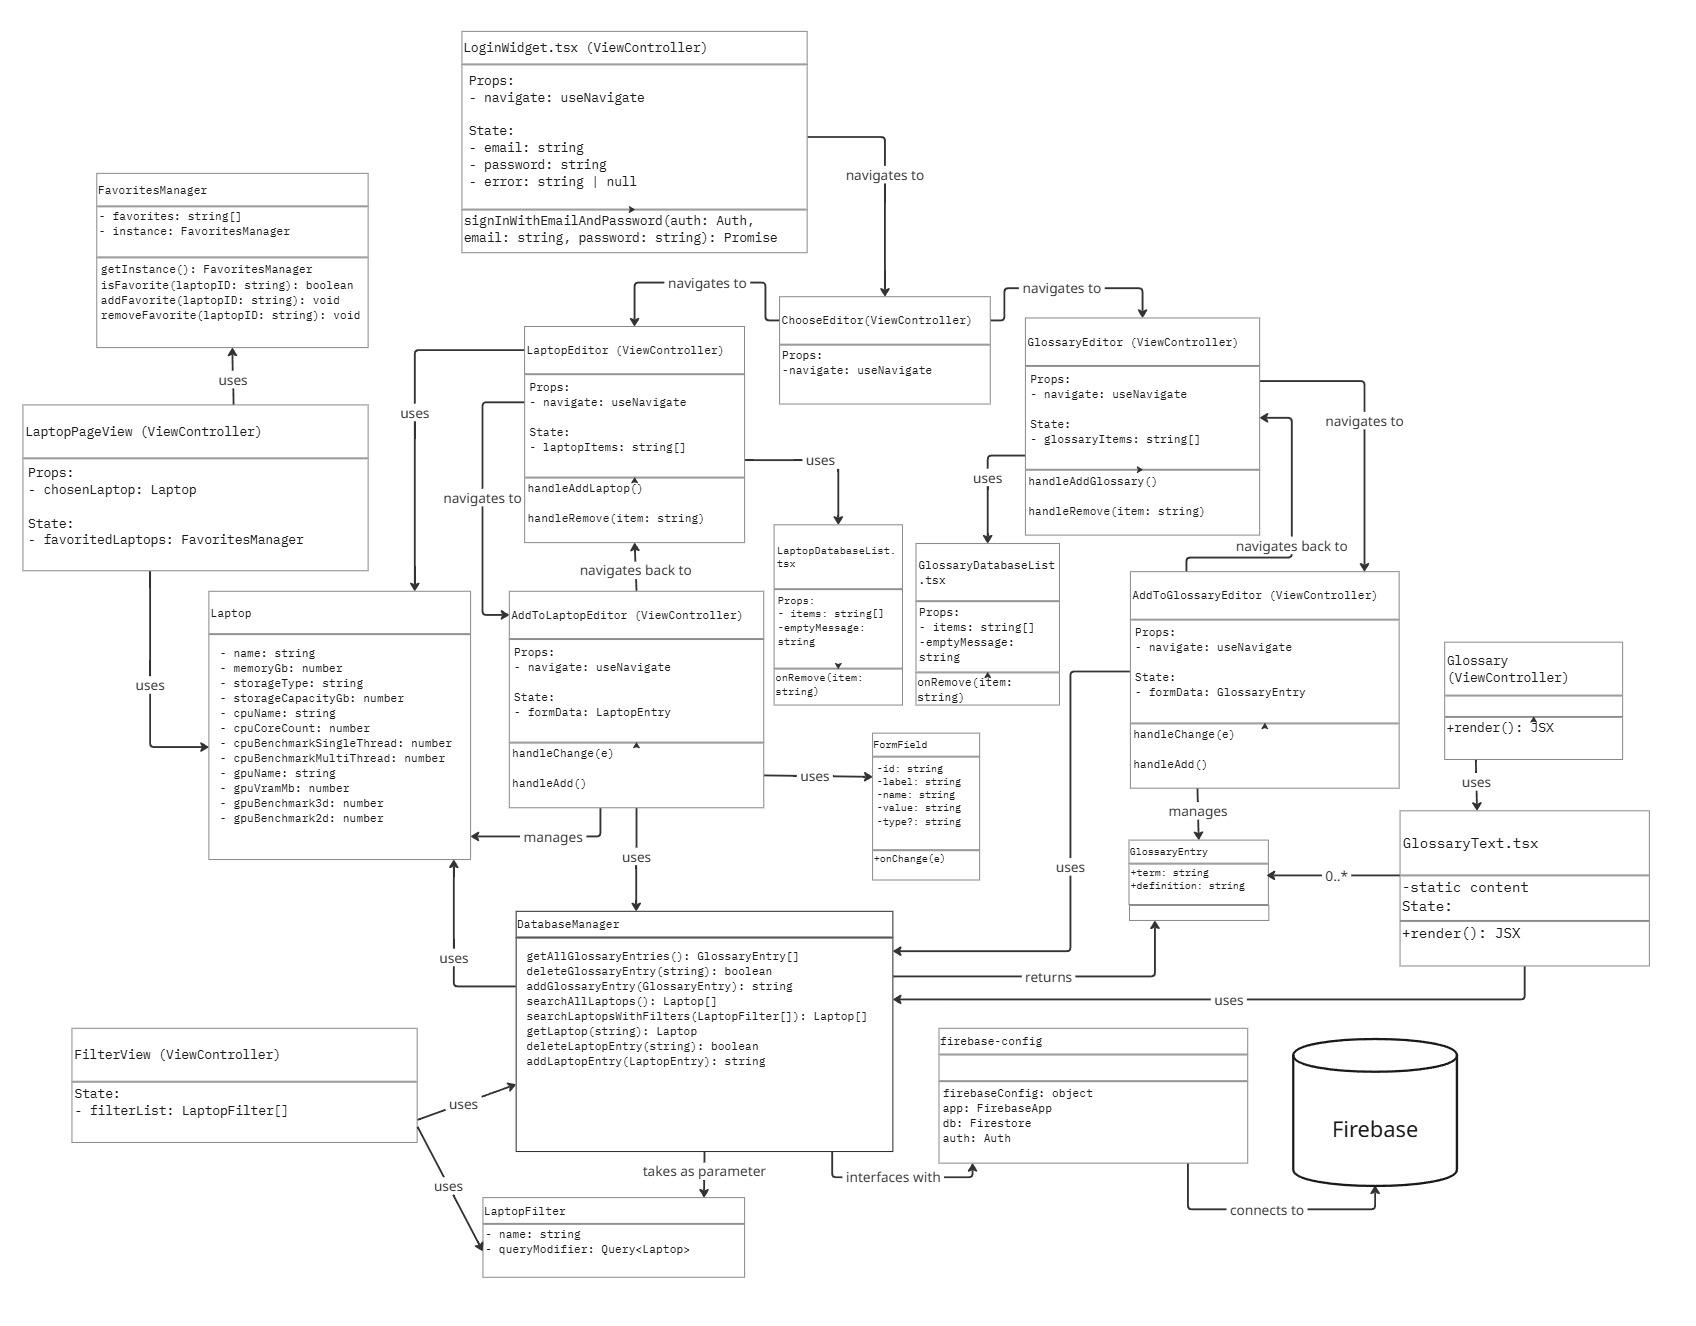 LoginWidget.tsx (ViewController)
Props:
- navigate: useNavigate
State:
- email: string
- password: string
- error: string | null
signInWithEmailAndPassword(auth: Auth,
email: string, password: string): Promise
navigates to
FavoritesManager
- favorites: string[]
- instance: FavoritesManager
getInstance(): FavoritesManager
isFavorite(laptopID: string): boolean
addFavorite(laptopID: string): void
removeFavorite(laptopID: string): void
uses
LaptopPageView (ViewController)
Props:
- chosenLaptop: Laptop
State:
- favoritedLaptops: FavoritesManager
uses
navigates to
ChooseEditor(ViewController)
Props:
-navigate: useNavigate
navigates to
LaptopEditor (ViewController)
Props:
- navigate: useNavigate
State:
- laptopItems: string[]
handleAddLaptop()
handleRemove(item: string)
uses
navigates to
uses
navigates back to
GlossaryEditor (ViewController)
Props:
- navigate: useNavigate
State:
- glossaryItems: string[]
handleAddGlossary()
handleRemove(item: string)
navigates to
uses
navigates back to
LaptopDatabaseList.
tsx
Props:
- items: string[]
-emptyMessage:
string
onRemove(item:
string)
GlossaryDatabaseList
.tsx
Props:
- items: string[]
-emptyMessage:
string
onRemove(item:
string)
Laptop
- name: string
- memoryGb: number
- storageType: string
- storageCapacityGb: number
- cpuName: string
- cpuCoreCount: number
- cpuBenchmarkSingleThread: number
- cpuBenchmarkMultiThread: number
- gpuName: string
- gpuVramMb: number
- gpuBenchmark3d: number
- gpuBenchmark2d: number
AddToLaptopEditor (ViewController)
Props:
- navigate: useNavigate
State:
- formData: LaptopEntry
handleChange(e)
handleAdd()
manages
uses
uses
FormField
-id: string
-label: string
-name: string
-value: string
-type?: string
+onChange(e)
AddToGlossaryEditor (ViewController)
Props:
- navigate: useNavigate
State:
- formData: GlossaryEntry
handleChange(e)
handleAdd()
uses
manages
Glossary
(ViewController)
+render(): JSX
uses
GlossaryText.tsx
-static content
State:
+render(): JSX
0..*
GlossaryEntry
+term: string
+definition: string
DatabaseManager
getAllGlossaryEntries(): GlossaryEntry[]
deleteGlossaryEntry(string): boolean
addGlossaryEntry(GlossaryEntry): string
searchAllLaptops(): Laptop[]
searchLaptopsWithFilters(LaptopFilter[]): Laptop[]
getLaptop(string): Laptop
deleteLaptopEntry(string): boolean
addLaptopEntry(LaptopEntry): string
uses
returns
uses
FilterView (ViewController)
State:
- filterList: LaptopFilter[]
uses
uses
takes as parameter
interfaces with
firebase-config
firebaseConfig: object
app: FirebaseApp
db: Firestore
auth: Auth
Firebase
connects to
LaptopFilter
- name: string
- queryModifier: Query<Laptop>